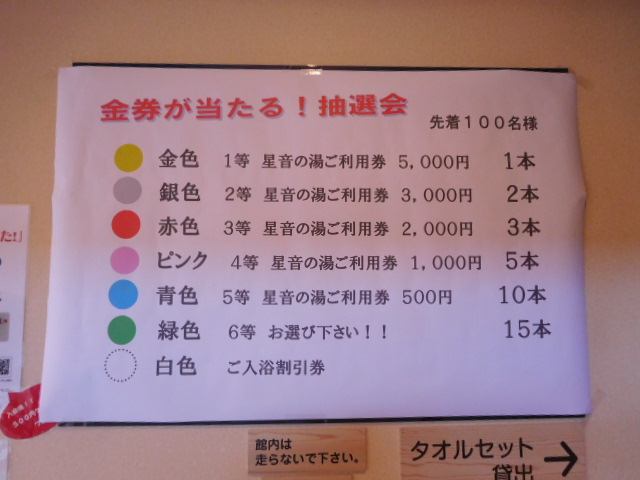 金券が当たる！抽選会
先着１００名様
金色 1等 星音の湯ご利用券 5,000円 1本
銀色 2等 星音の湯ご利用券 3,000円 2本
赤色 3等 星音の湯ご利用券 2,000円 3本
ピンク 4等 星音の湯ご利用券 1,000円 5本
青色 5等 星音の湯ご利用券 500円 10本
緑色 6等 お選び下さい！！ 15本
白色 ご入浴割引券
た！」
館内は
走らないで下さい。
タオルセット
貸出